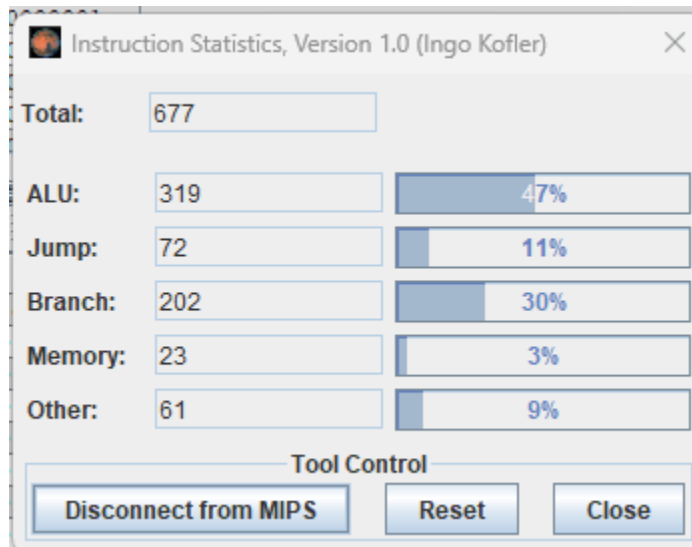 Instruction Statistics, Version 1.0 (Ingo Kofler)
Total: 677
ALU: 319 47%
Jump: 72 11%
Branch: 202 30%
Memory: 23 3%
Other: 61 9%
Tool Control
Disconnect from MIPS Reset Close